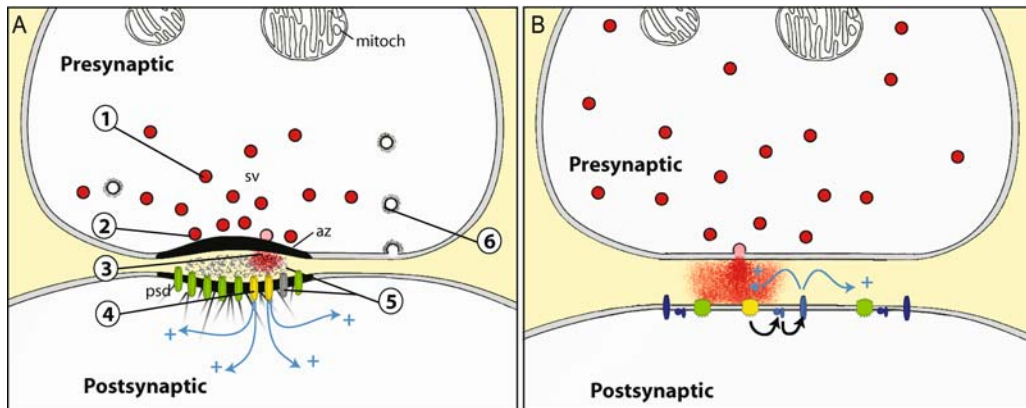 A
mitoch
Presynaptic
1
sv
2
az
6
3
psd
4
5
+
+
+
+
Postsynaptic
B
Presynaptic
+
+
Postsynaptic